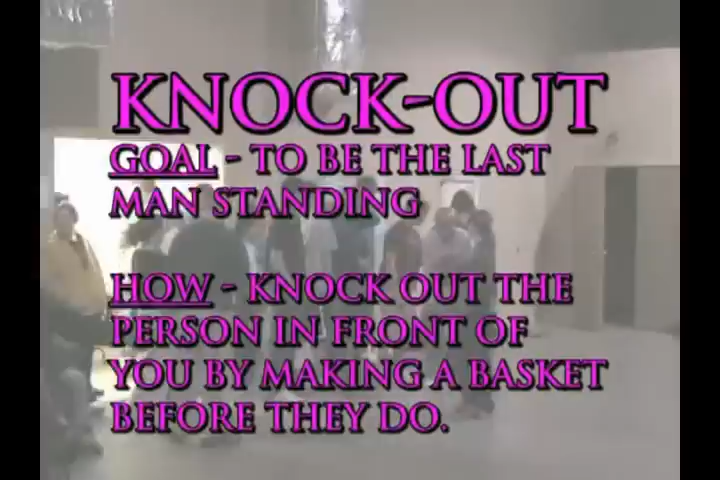 KNOCK-OUT
GOAL - TO BE THE LAST
MAN STANDING
HOW - KNOCK OUT THE
PERSON IN FRONT OF
YOU BY MAKING A BASKET
BEFORE THEY DO.